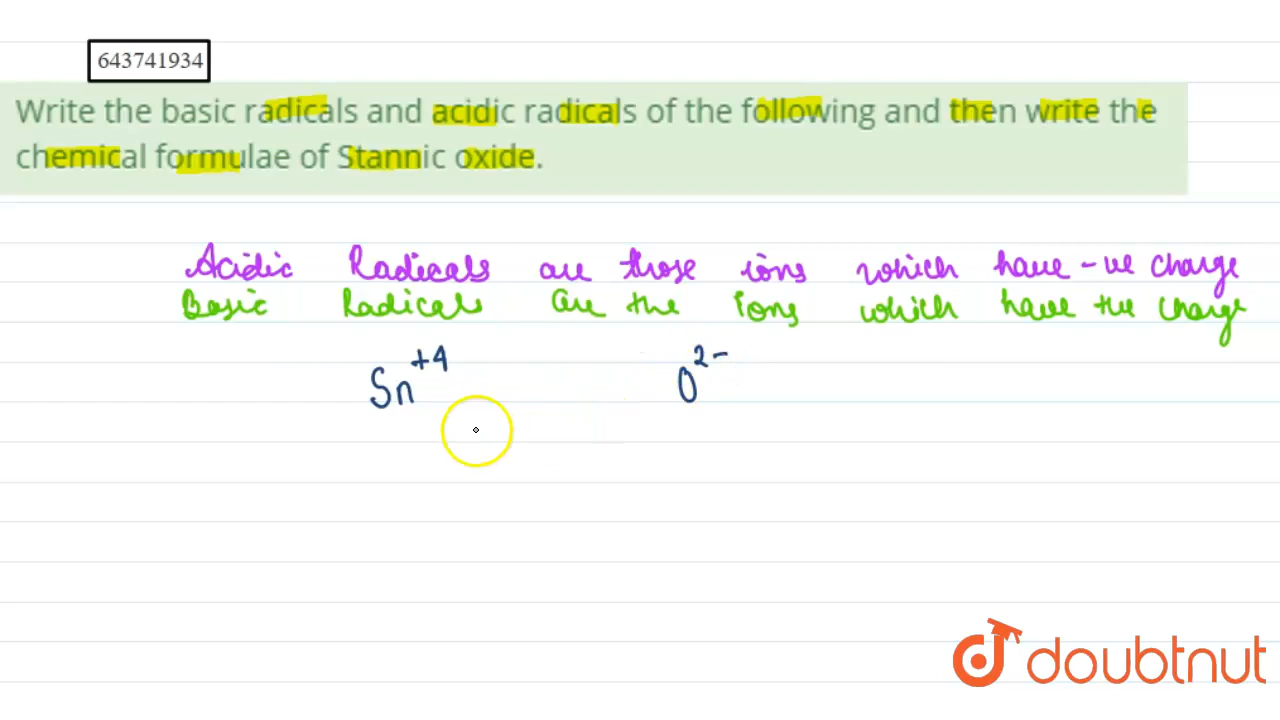 643741934
Write the basic radicals and acidic radicals of the following and then write the
chemical formulae of Stannic oxide.
Acidic Radicals are those ions which have -ve charge
Basic Radicals are the ions which have the charge
Sn⁺⁴ O²⁻
doubtnut